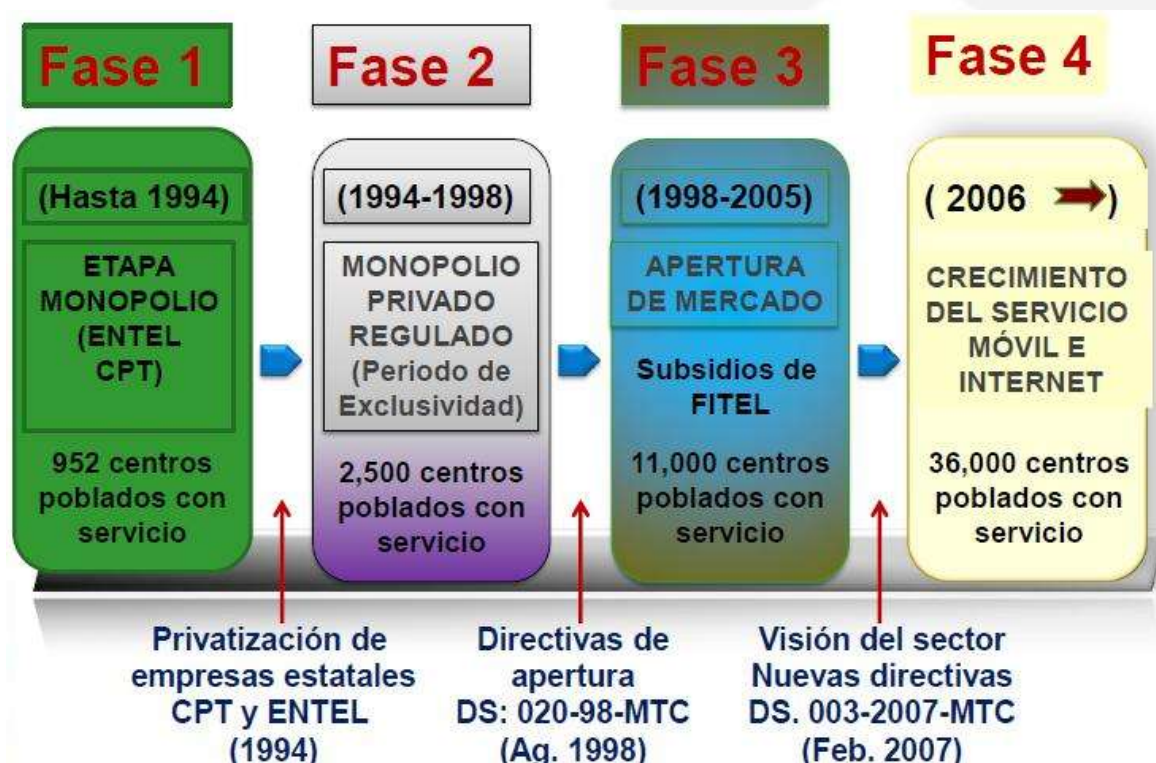 Fase 1
(Hasta 1994)
ETAPA
MONOPOLIO
(ENTEL
CPT)
952 centros
poblados con
servicio
Fase 2
(1994-1998)
MONOPOLIO
PRIVADO
REGULADO
(Periodo de
Exclusividad)
2,500 centros
poblados con
servicio
Fase 3
(1998-2005)
APERTURA
DE MERCADO
Subsidios de
FITEL
11,000 centros
poblados con
servicio
Fase 4
( 2006 )
CRECIMIENTO
DEL SERVICIO
MÓVIL E
INTERNET
36,000 centros
poblados con
servicio
Privatización de
empresas estatales
CPT y ENTEL
(1994)
Directivas de
apertura
DS: 020-98-MTC
(Ag. 1998)
Visión del sector
Nuevas directivas
DS. 003-2007-MTC
(Feb. 2007)